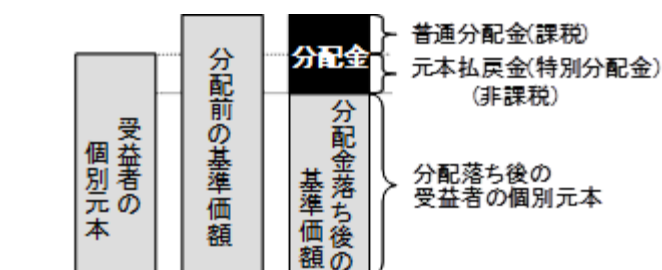 受益者の
個別元本
分配前の基準価額
分配金
分配金落ち後の
基準価額
普通分配金(課税)
元本払戻金(特別分配金)
(非課税)
分配落ち後の
受益者の個別元本